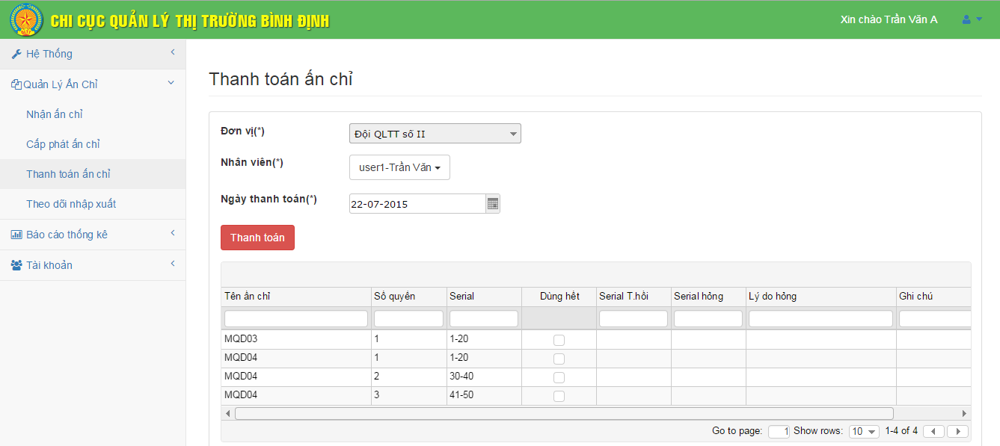 CHI CỤC QUẢN LÝ THỊ TRƯỜNG BÌNH ĐỊNH
Xin chào Trần Văn A
Hệ Thống
Quản Lý Ấn Chỉ
Nhận ấn chỉ
Cấp phát ấn chỉ
Thanh toán ấn chỉ
Theo dõi nhập xuất
Báo cáo thống kê
Tài khoản
Thanh toán ấn chỉ
Đơn vị(*) Đội QLTT số II
Nhân viên(*) user1-Trần Văn
Ngày thanh toán(*) 22-07-2015
Thanh toán
Tên ấn chỉ Số quyển Serial Dùng hết Serial T.hồi Serial hỏng Lý do hỏng Ghi chú
MQD03 1 1-20
MQD04 1 1-20
MQD04 2 30-40
MQD04 3 41-50
Go to page: 1 Show rows: 10 1-4 of 4